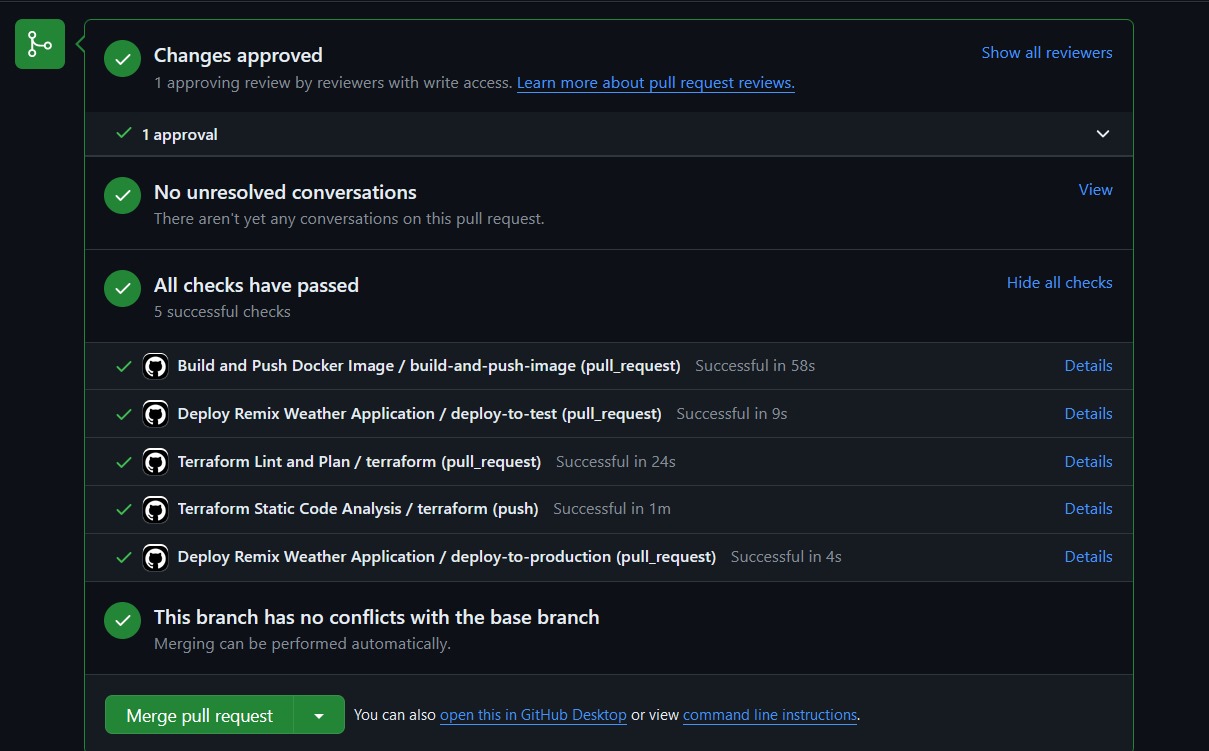 Changes approved
Show all reviewers
1 approving review by reviewers with write access. Learn more about pull request reviews.
1 approval
No unresolved conversations
View
There aren't yet any conversations on this pull request.
All checks have passed
Hide all checks
5 successful checks
Build and Push Docker Image / build-and-push-image (pull_request) Successful in 58s Details
Deploy Remix Weather Application / deploy-to-test (pull_request) Successful in 9s Details
Terraform Lint and Plan / terraform (pull_request) Successful in 24s Details
Terraform Static Code Analysis / terraform (push) Successful in 1m Details
Deploy Remix Weather Application / deploy-to-production (pull_request) Successful in 4s Details
This branch has no conflicts with the base branch
Merging can be performed automatically.
Merge pull request You can also open this in GitHub Desktop or view command line instructions.